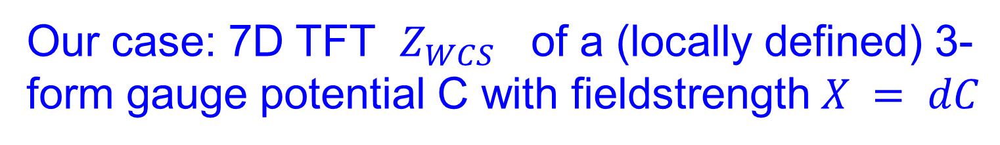 Our case: 7D TFT Z_{WCS} of a (locally defined) 3-
form gauge potential C with fieldstrength X = dC